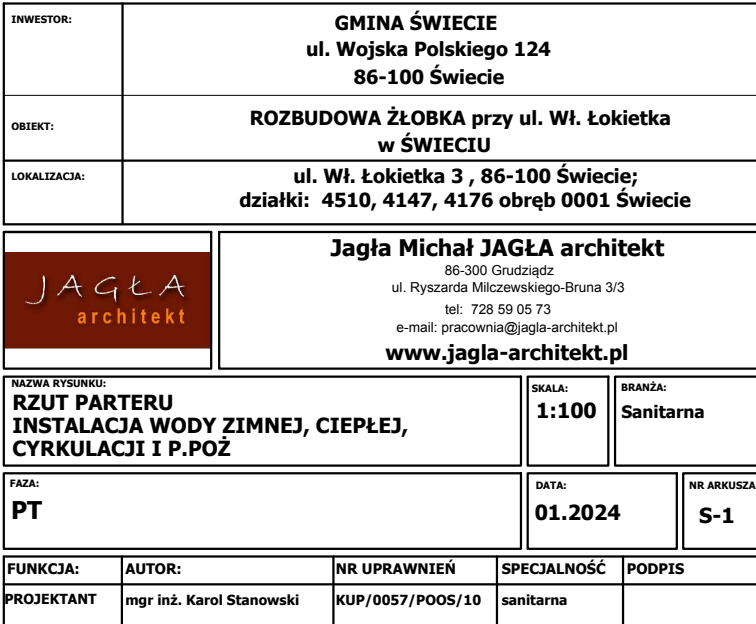 INWESTOR:
GMINA ŚWIECIE
ul. Wojska Polskiego 124
86-100 Świecie
OBIEKT:
ROZBUDOWA ŻŁOBKA przy ul. Wł. Łokietka
w ŚWIECIU
LOKALIZACJA:
ul. Wł. Łokietka 3 , 86-100 Świecie;
działki: 4510, 4147, 4176 obręb 0001 Świecie
JAGŁA
architekt
Jagła Michał JAGŁA architekt
86-300 Grudziądz
ul. Ryszarda Milczewskiego-Bruna 3/3
tel: 728 59 05 73
e-mail: pracownia@jagla-architekt.pl
www.jagla-architekt.pl
NAZWA RYSUNKU:
RZUT PARTERU
INSTALACJA WODY ZIMNEJ, CIEPŁEJ,
CYRKULACJI I P.POŻ
SKALA:
1:100
BRANŻA:
Sanitarna
FAZA:
PT
DATA:
01.2024
NR ARKUSZA
S-1
FUNKCJA: AUTOR: NR UPRAWNIEŃ SPECJALNOŚĆ PODPIS
PROJEKTANT mgr inż. Karol Stanowski KUP/0057/POOS/10 sanitarna